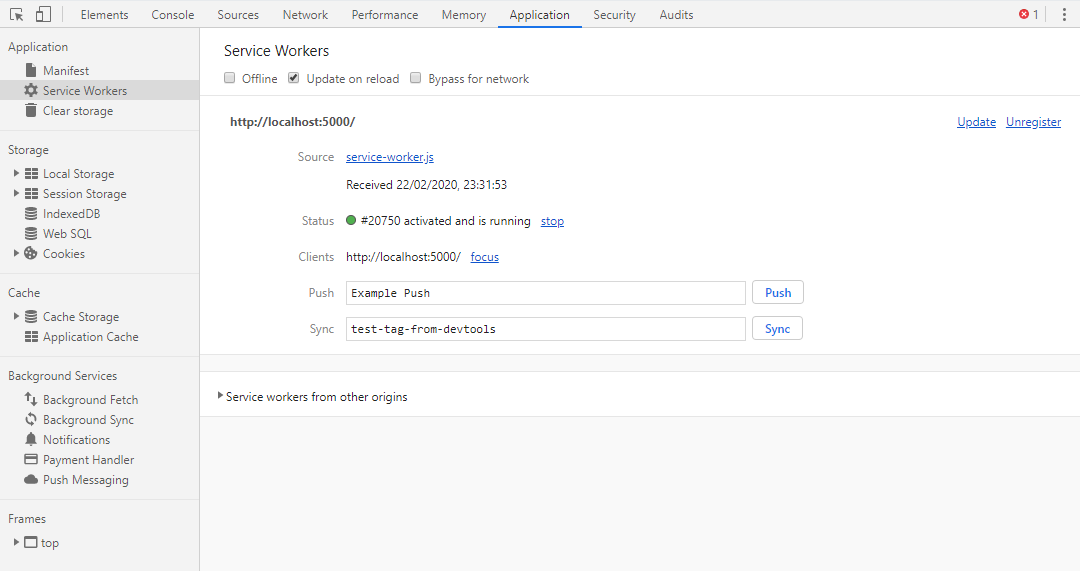 Elements Console Sources Network Performance Memory Application Security Audits 1
Application
Manifest
Service Workers
Clear storage
Storage
Local Storage
Session Storage
IndexedDB
Web SQL
Cookies
Cache
Cache Storage
Application Cache
Background Services
Background Fetch
Background Sync
Notifications
Payment Handler
Push Messaging
Frames
top
Service Workers
Offline Update on reload Bypass for network
http://localhost:5000/ Update Unregister
Source service-worker.js
Received 22/02/2020, 23:31:53
Status #20750 activated and is running stop
Clients http://localhost:5000/ focus
Push Example Push Push
Sync test-tag-from-devtools Sync
Service workers from other origins